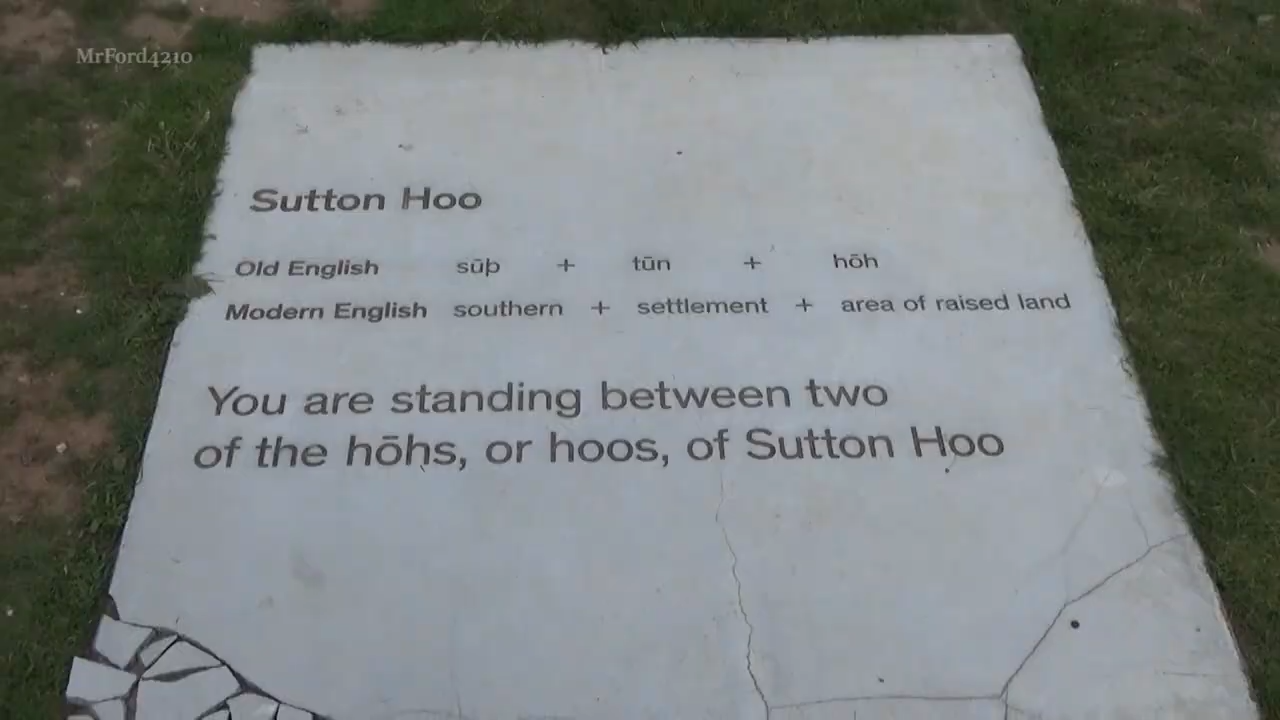 MrFord4210
Sutton Hoo
Old English sūþ + tūn + hōh
Modern English southern + settlement + area of raised land
You are standing between two
of the hōhs, or hoos, of Sutton Hoo